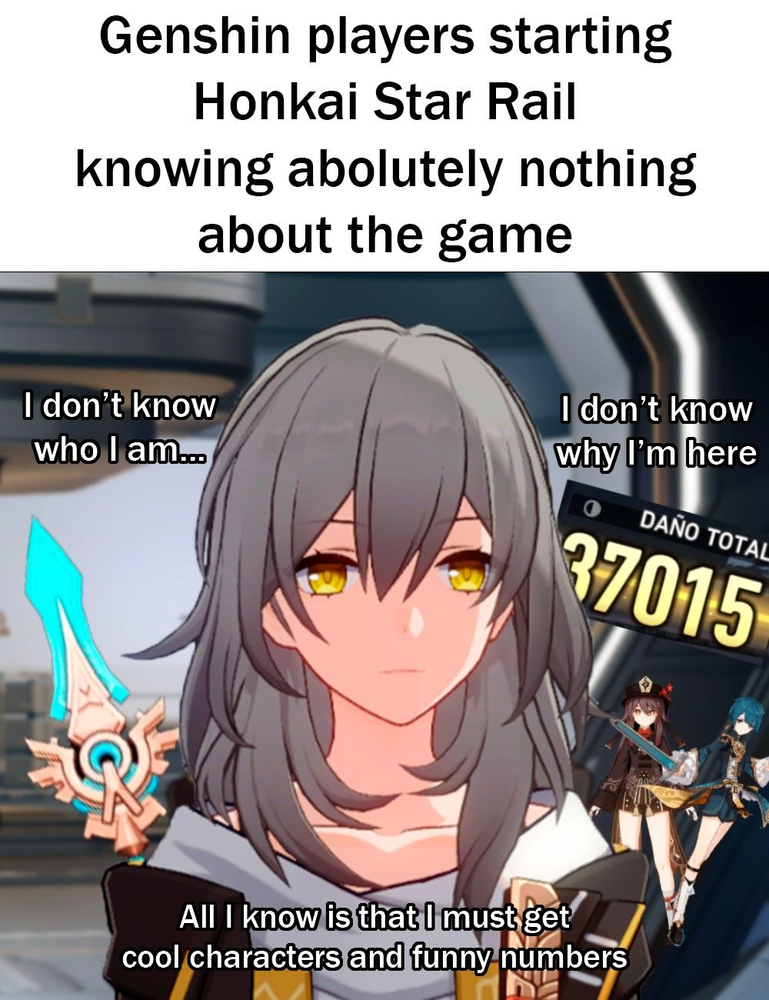 Genshin players starting
Honkai Star Rail
knowing abolutely nothing
about the game
I don't know
who I am...
I don't know
why I'm here
DAÑO TOTAL
37015
All I know is that I must get
cool characters and funny numbers